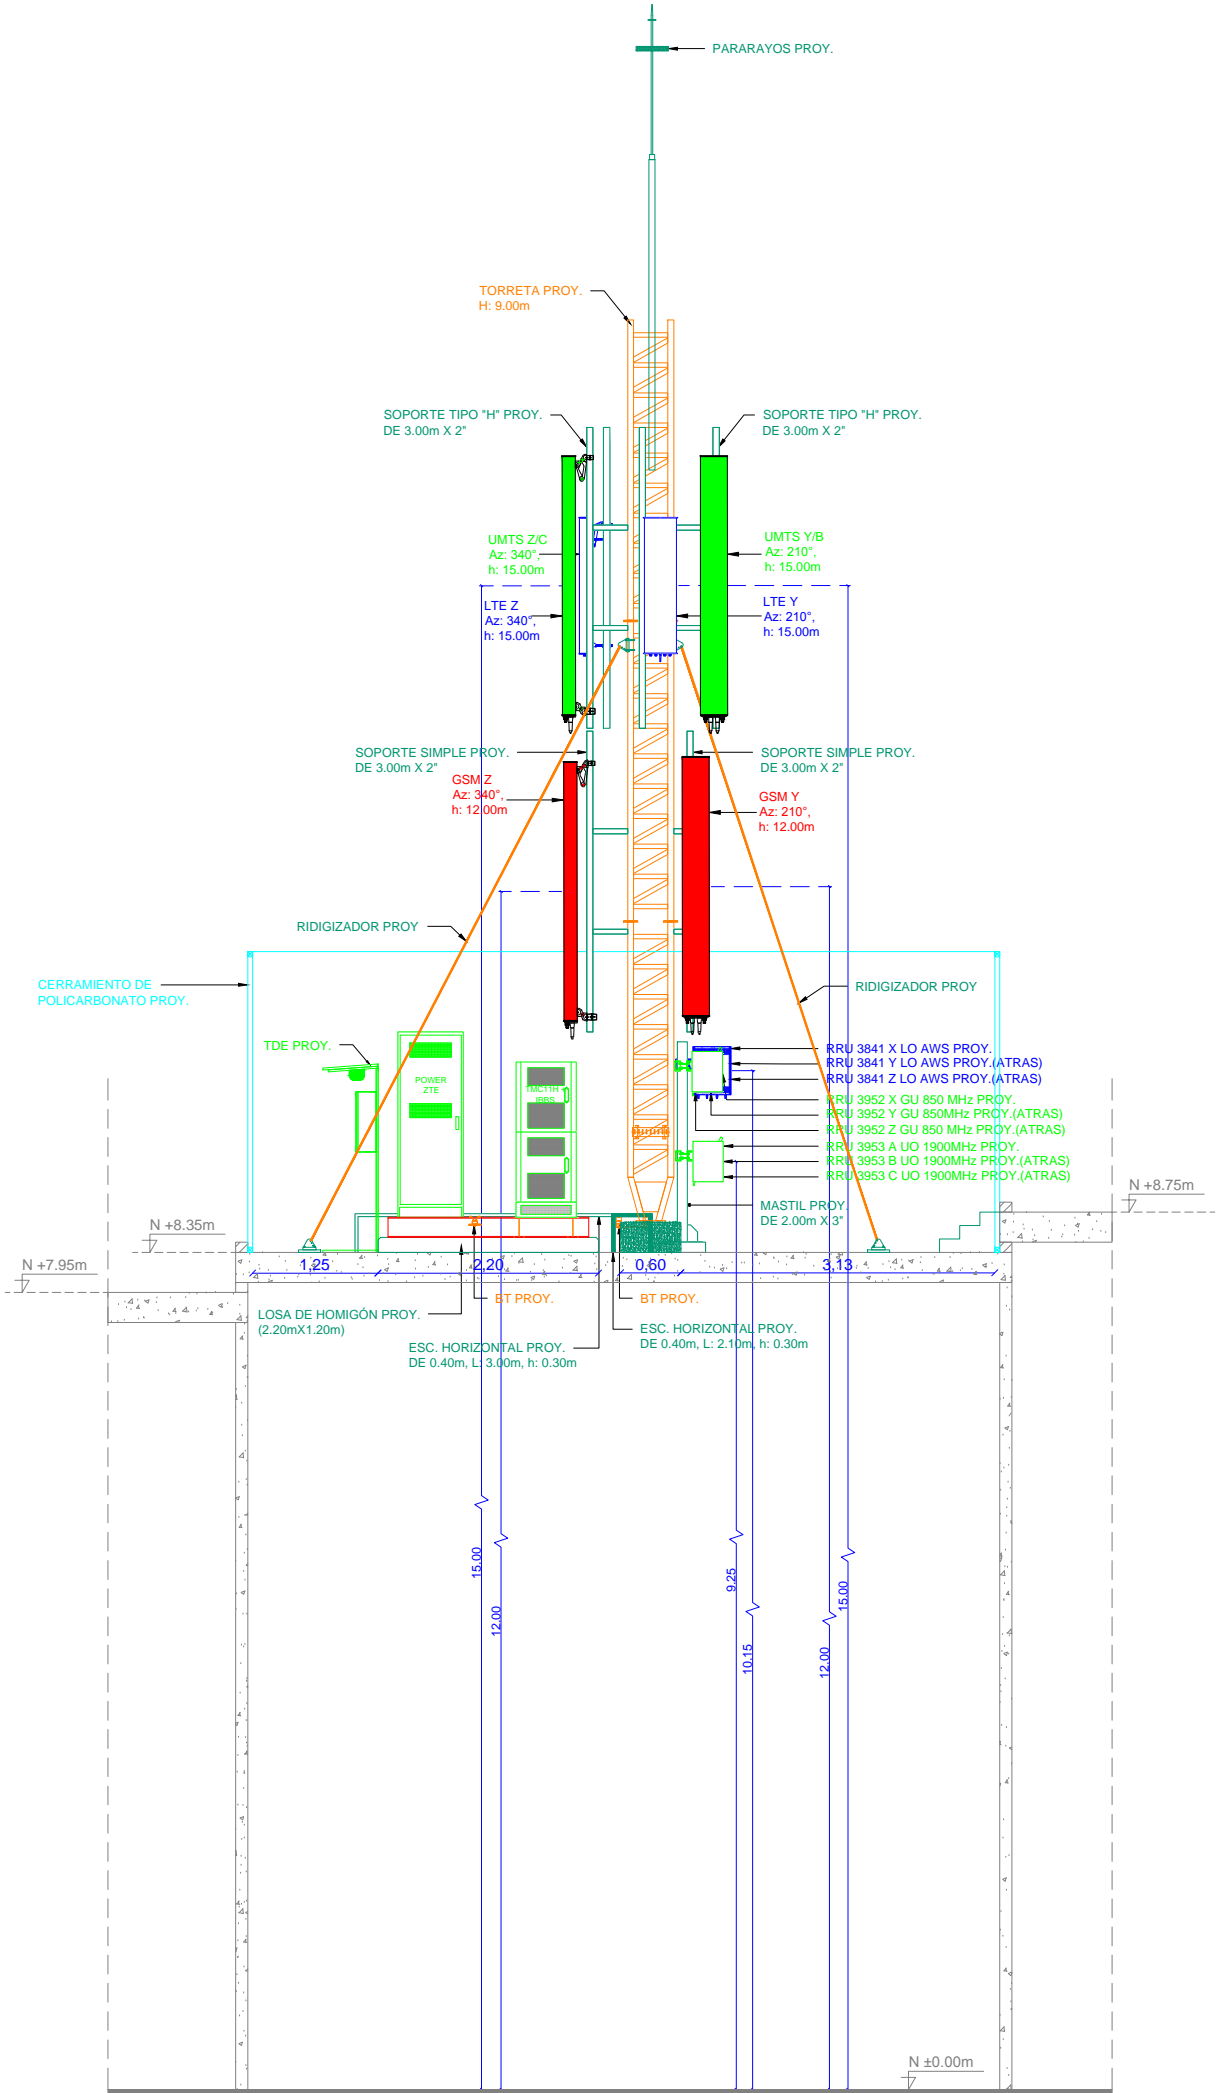 PARARAYOS PROY.
TORRETA PROY.
H: 9.00m
SOPORTE TIPO "H" PROY.
DE 3.00m X 2"
SOPORTE TIPO "H" PROY.
DE 3.00m X 2"
UMTS Z/C
Az: 340°,
h: 15.00m
UMTS Y/B
Az: 210°,
h: 15.00m
LTE Z
Az: 340°,
h: 15.00m
LTE Y
Az: 210°,
h: 15.00m
SOPORTE SIMPLE PROY.
DE 3.00m X 2"
SOPORTE SIMPLE PROY.
DE 3.00m X 2"
GSM Z
Az: 340°,
h: 12.00m
GSM Y
Az: 210°,
h: 12.00m
RIDIGIZADOR PROY
CERRAMIENTO DE
POLICARBONATO PROY.
RIDIGIZADOR PROY
TDE PROY.
POWER
ZTE
TMC11H -
IBBS
RRU 3841 X LO AWS PROY.
RRU 3841 Y LO AWS PROY.(ATRAS)
RRU 3841 Z LO AWS PROY.(ATRAS)
RRU 3952 X GU 850 MHz PROY.
RRU 3952 Y GU 850MHz PROY.(ATRAS)
RRU 3952 Z GU 850 MHz PROY.(ATRAS)
RRU 3953 A UO 1900MHz PROY.
RRU 3953 B UO 1900MHz PROY.(ATRAS)
RRU 3953 C UO 1900MHz PROY.(ATRAS)
MASTIL PROY.
DE 2.00m X 3"
N +8.75m
N +8.35m
N +7.95m
1,25
2,20
0,60
3,13
BT PROY.
BT PROY.
LOSA DE HOMIGÓN PROY.
(2.20mX1.20m)
ESC. HORIZONTAL PROY.
DE 0.40m, L: 3.00m, h: 0.30m
ESC. HORIZONTAL PROY.
DE 0.40m, L: 2.10m, h: 0.30m
15.00
12.00
9.25
10.15
12.00
15.00
N ±0.00m